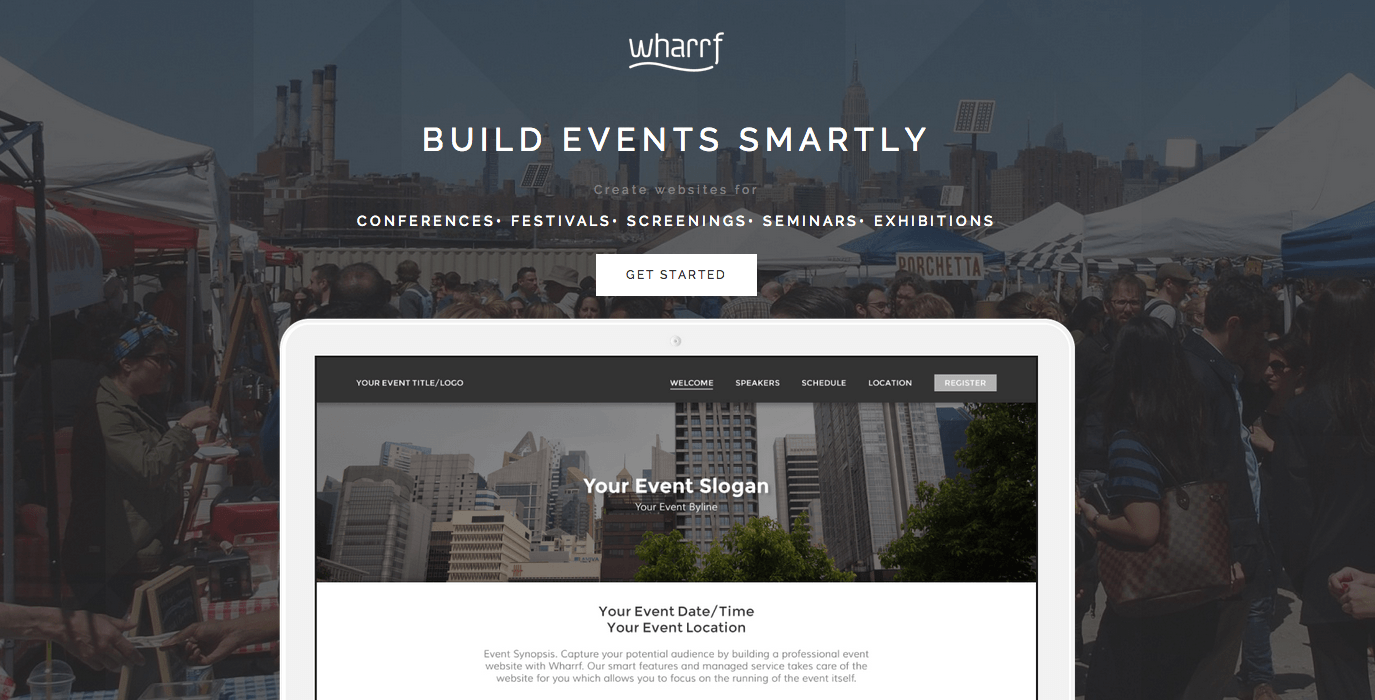 wharrf
BUILD EVENTS SMARTLY
Create websites for
CONFERENCES• FESTIVALS• SCREENINGS• SEMINARS• EXHIBITIONS
GET STARTED
PORCHETTA
YOUR EVENT TITLE/LOGO WELCOME SPEAKERS SCHEDULE LOCATION REGISTER
Your Event Slogan
Your Event Byline
Your Event Date/Time
Your Event Location
Event Synopsis. Capture your potential audience by building a professional event
website with Wharrf. Our smart features and managed service takes care of the
website for you which allows you to focus on the running of the event itself.